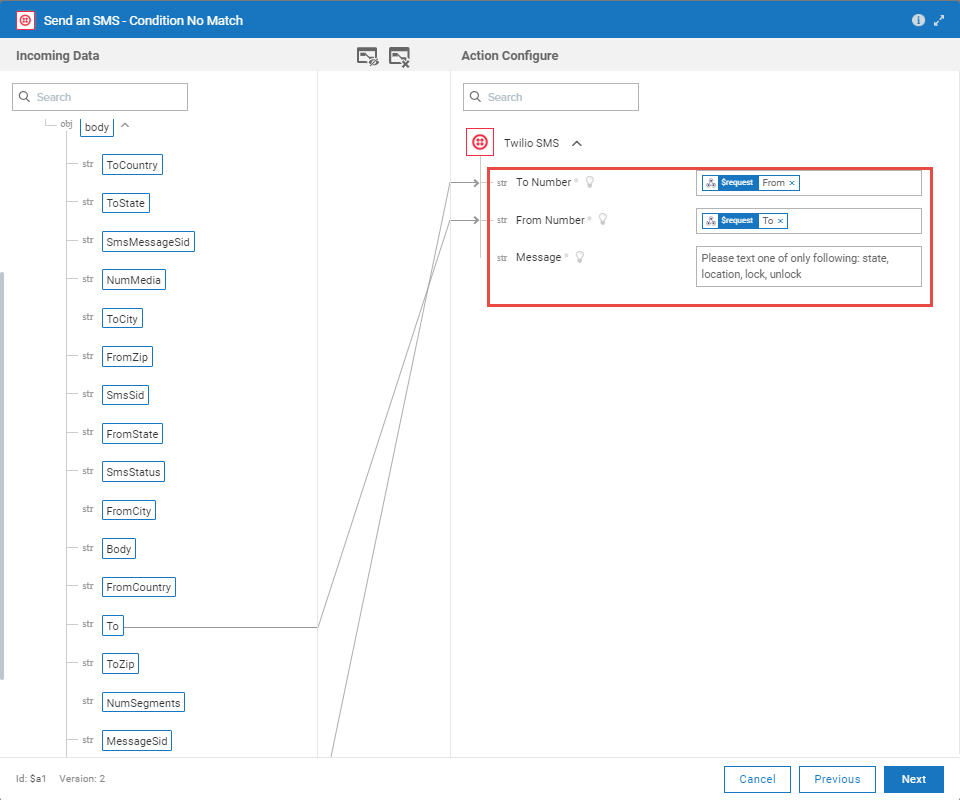 Send an SMS - Condition No Match
Incoming Data
Action Configure
Search
Search
obj body
str ToCountry
str ToState
str SmsMessageSid
str NumMedia
str ToCity
str FromZip
str SmsSid
str FromState
str SmsStatus
str FromCity
str Body
str FromCountry
str To
str ToZip
str NumSegments
str MessageSid
Twilio SMS
str To Number * $request From ×
str From Number * $request To ×
str Message * Please text one of only following: state,
location, lock, unlock
Id: $a1 Version: 2
Cancel Previous Next